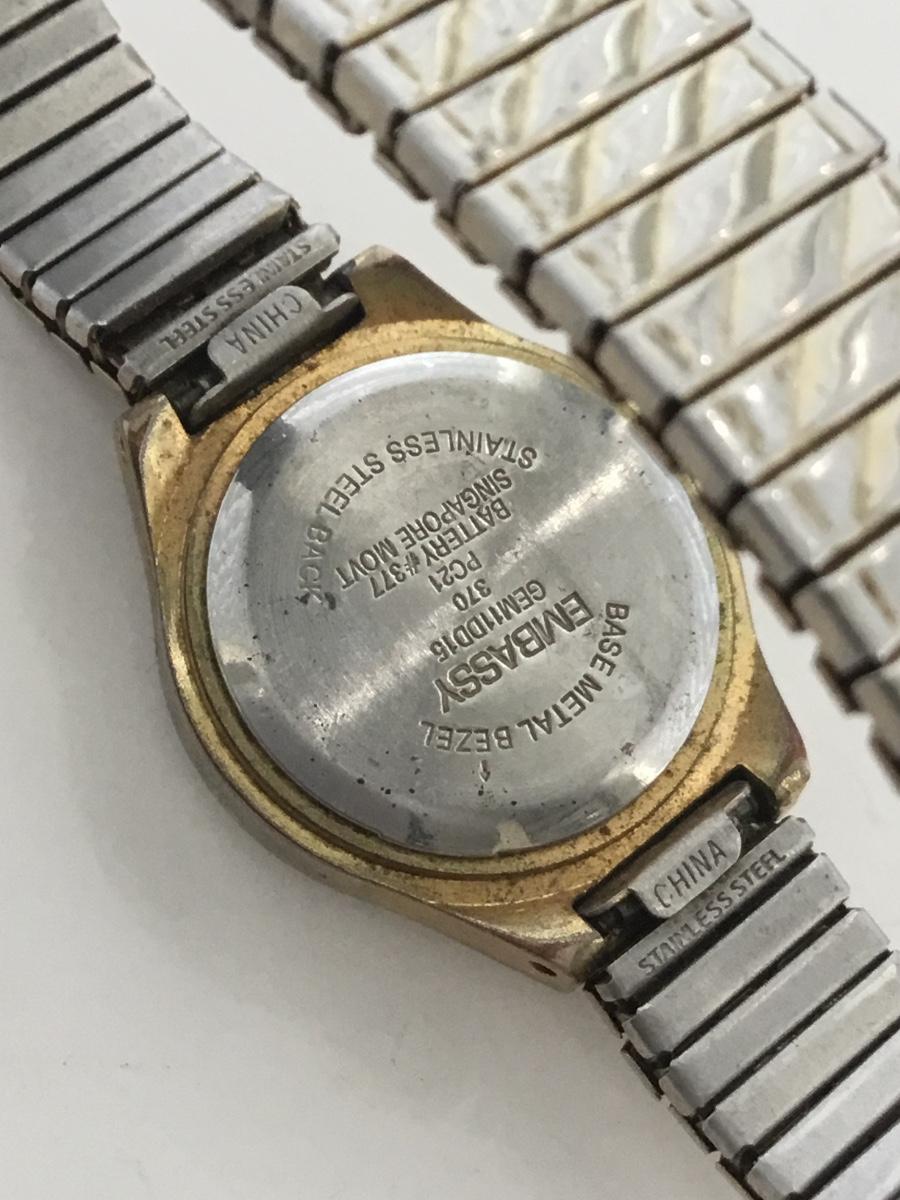 STAINLESS STEEL
CHINA
BASE METAL BEZEL
EMBASSY
GEM11DD16
370
PC21
BATTERY #377
SINGAPORE MOVT
STAINLESS STEEL BACK
CHINA
STAINLESS STEEL